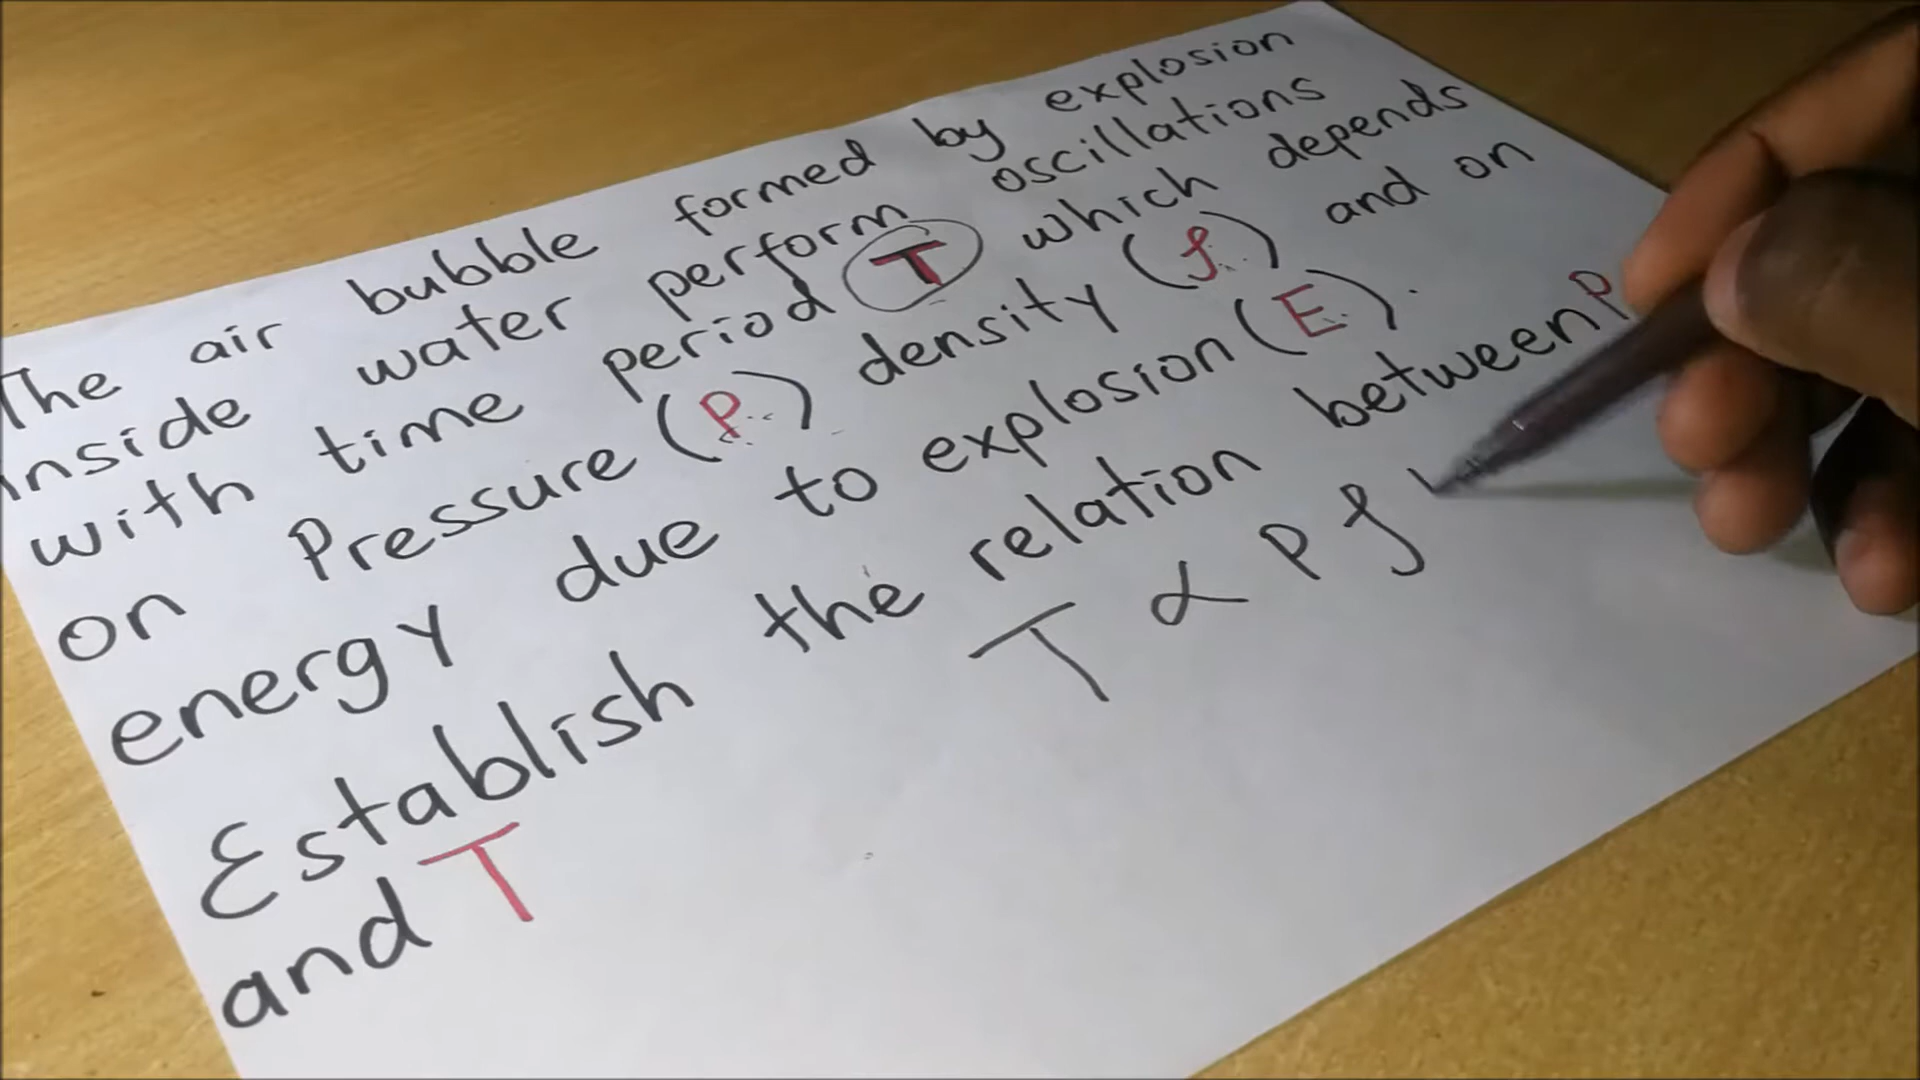 The air bubble formed by explosion
inside water perform oscillations
with time period T which depends
on Pressure (P) density (ρ) and on
energy due to explosion (E).
Establish the relation between P
and T
T ∝ P ρ